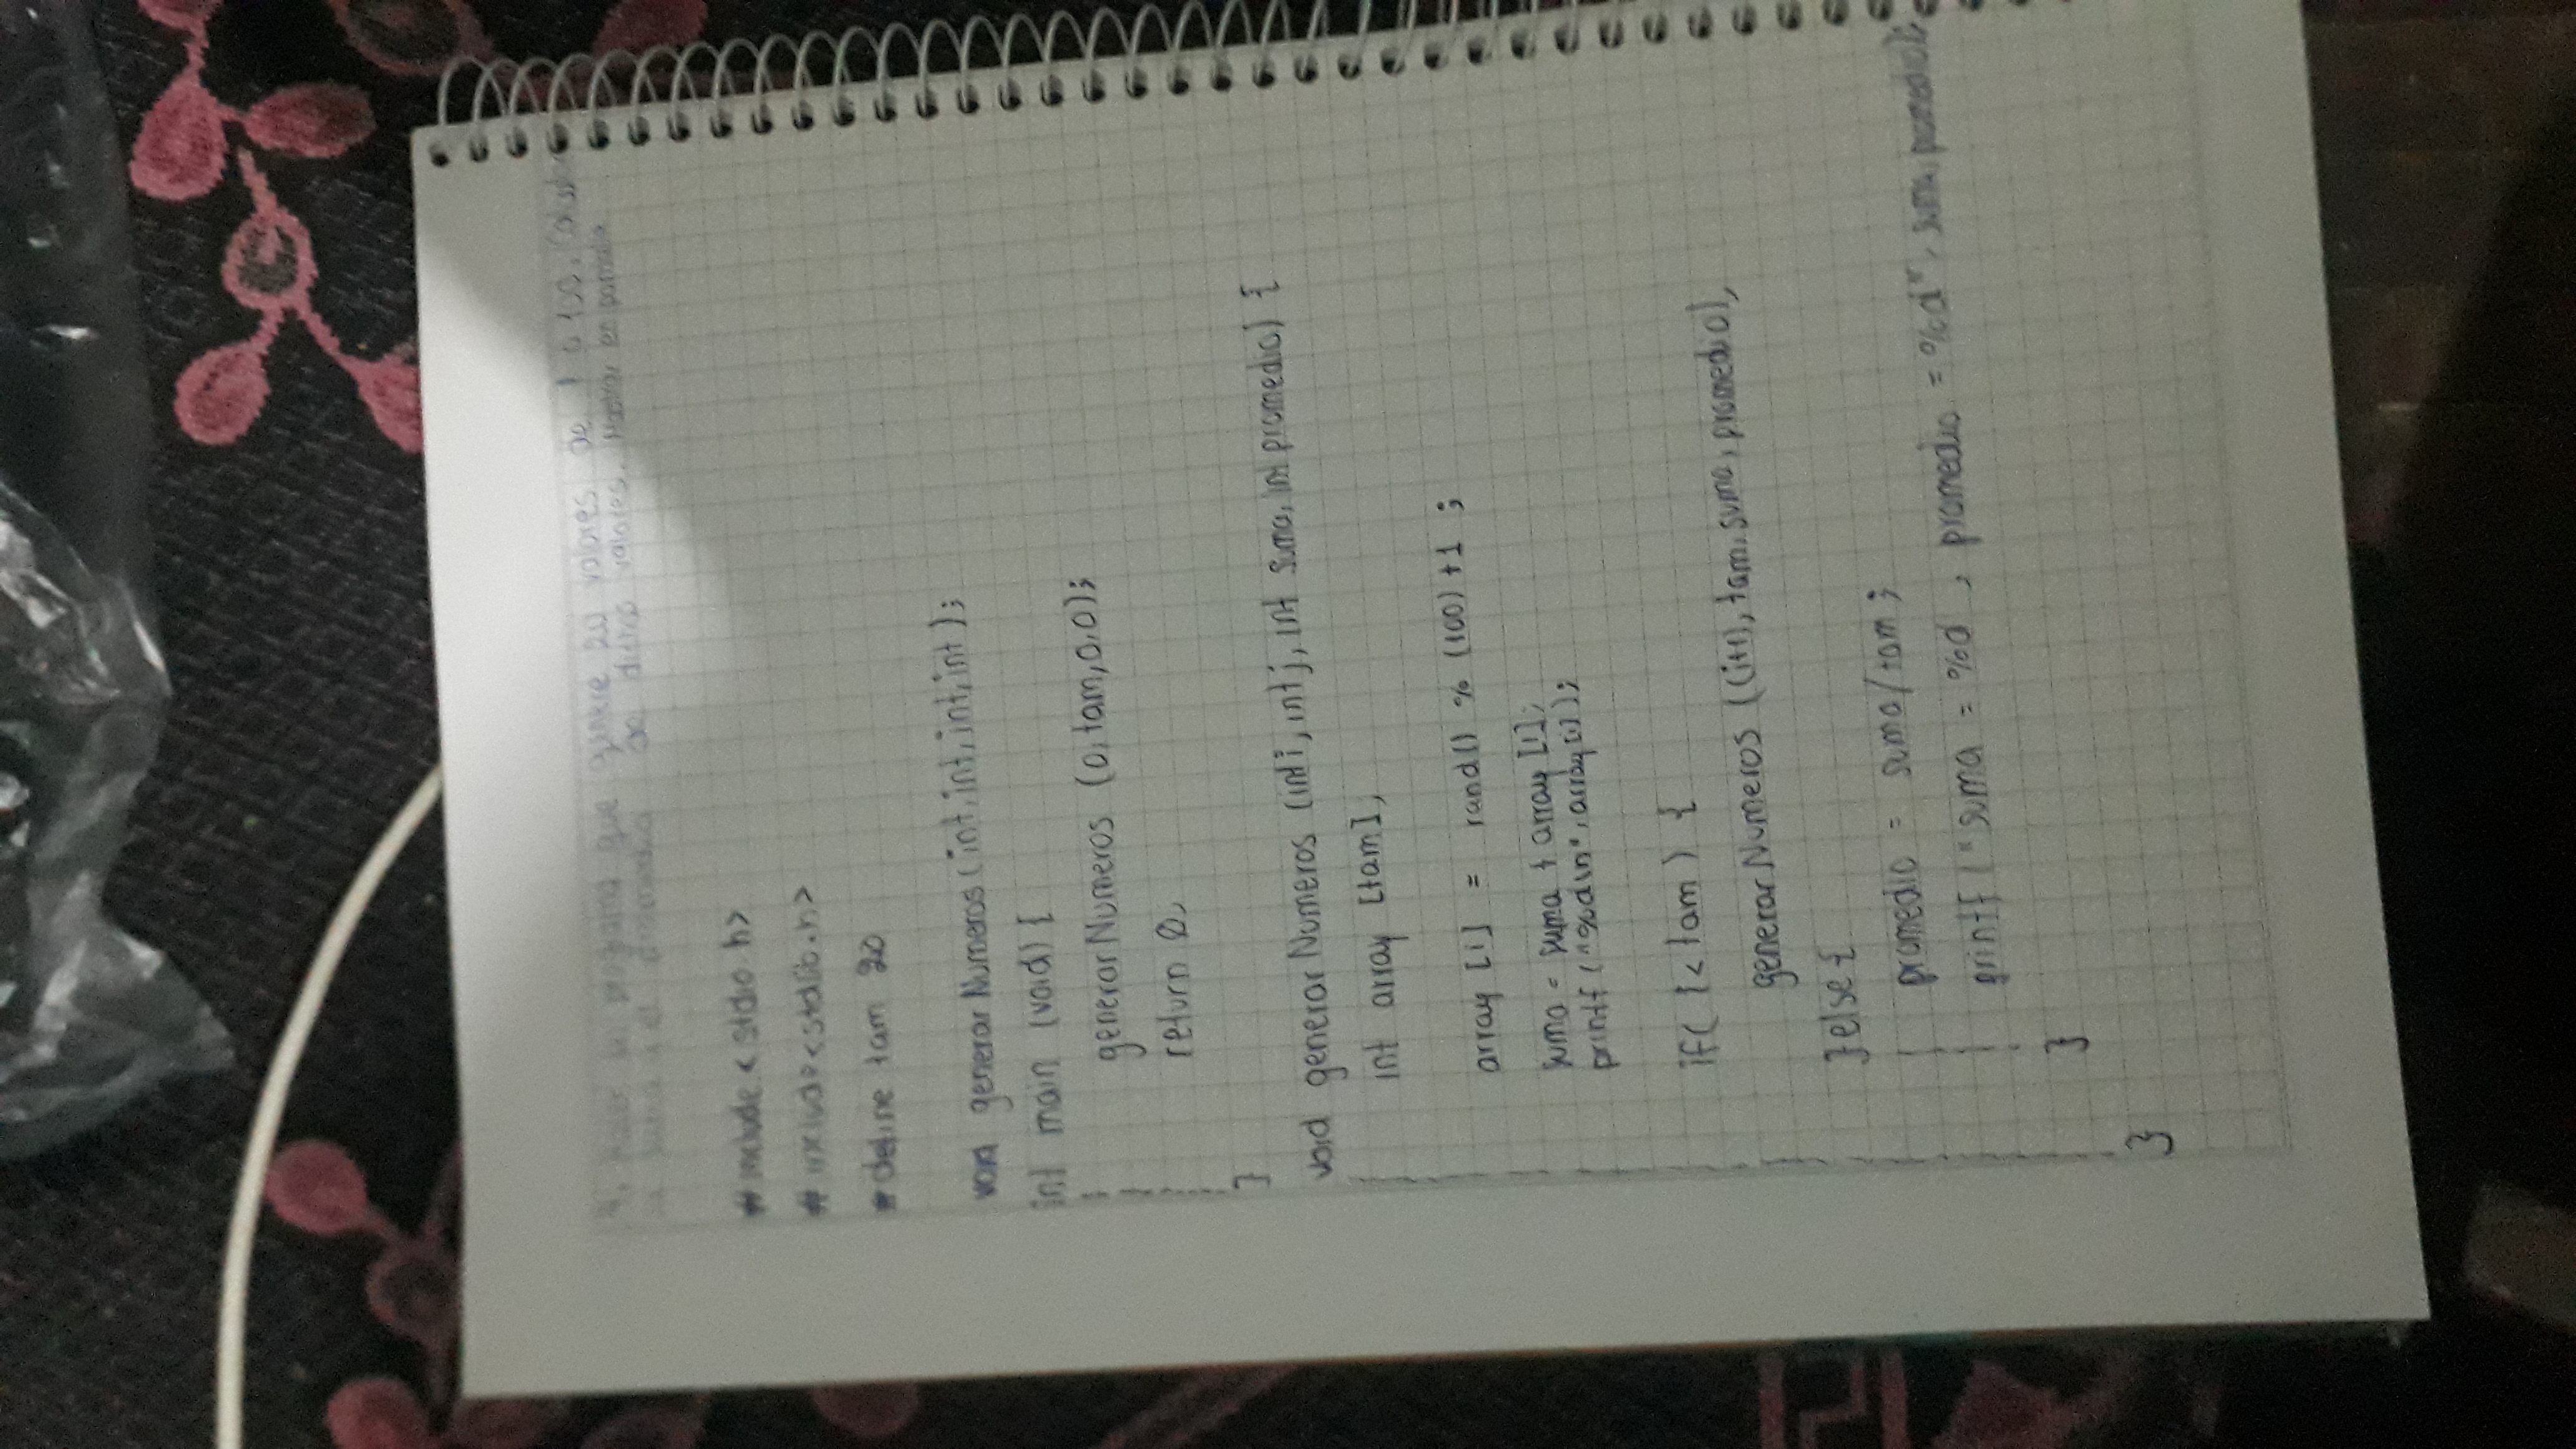 4. Hacer un programa que genere 20 valores de 1 a 100. Calcular
la suma y el promedio de dichos valores. Mostrar en pantalla
#include <stdio.h>
#include <stdlib.h>
#define tam 20
void generarNumeros (int, int, int, int);
int main (void) {
generarNumeros (0, tam, 0, 0);
return 0;
}
void generarNumeros (int i, int j, int suma, int promedio) {
int array [tam];
array [i] = rand() % (100) + 1 ;
suma = suma + array [i];
printf ("%d\n", array[i]);
if( i < tam ) {
generarNumeros ((i+1), tam, suma, promedio);
} else {
promedio = suma/tam ;
printf ("suma = %d , promedio = %d", suma, promedio);
}
}